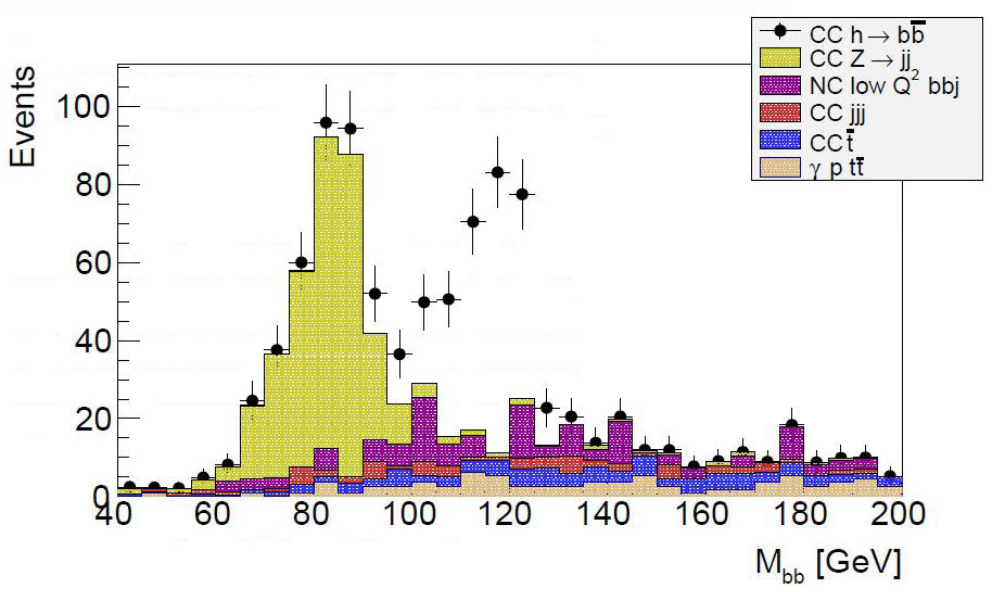 CC h → bb̅
CC Z → jj
NC low Q² bbj
CC jjj
CC t̅
γ p tt̅
Events
100
80
60
40
20
0
40 60 80 100 120 140 160 180 200
M_bb [GeV]